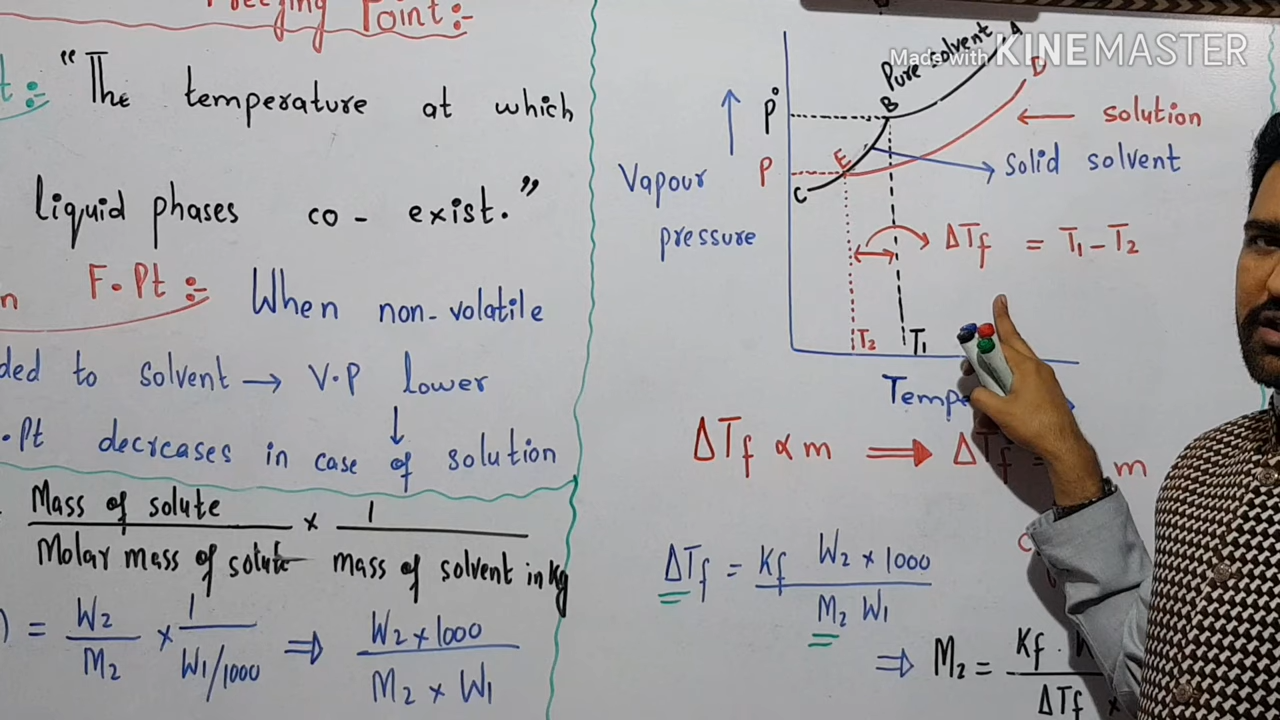 Freezing Point:-
t:- "The temperature at which
liquid phases co-exist."
n F.Pt:- When non-volatile
ded to solvent → V.P lower
↓
.Pt decreases in case of solution
Mass of solute × 1
Molar mass of solute mass of solvent in Kg
) = W2/M2 × 1/W1/1000 ⇒ W2 × 1000/M2 × W1
Made with KINEMASTER
Pure solvent A
D
P° B
solution
P E
C
solid solvent
Vapour
pressure
ΔTf = T1 - T2
T2 T1
Temp
ΔTf ∝ m ⇒ ΔTf = m
ΔTf = Kf W2 × 1000/M2 W1
⇒ M2 = Kf . W/ΔTf ×